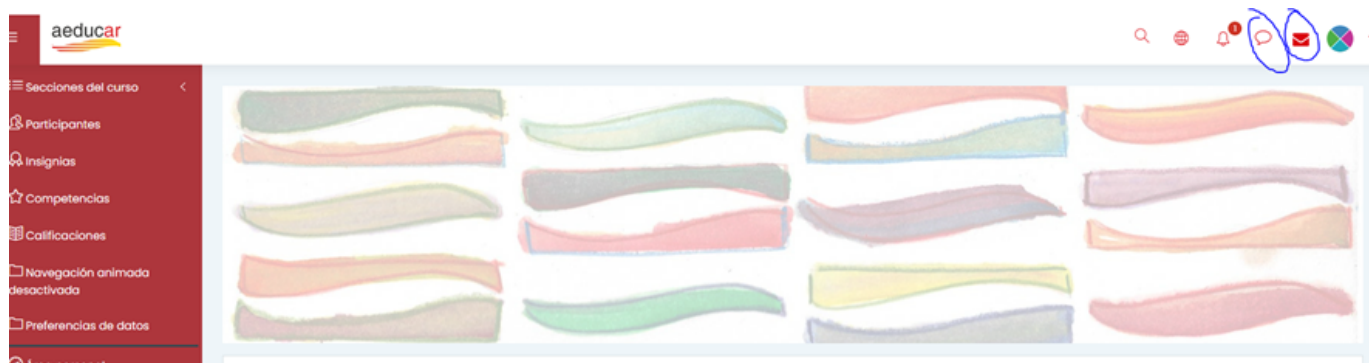 aeducar
1
Secciones del curso
Participantes
Insignias
Competencias
Calificaciones
Navegación animada
desactivada
Preferencias de datos